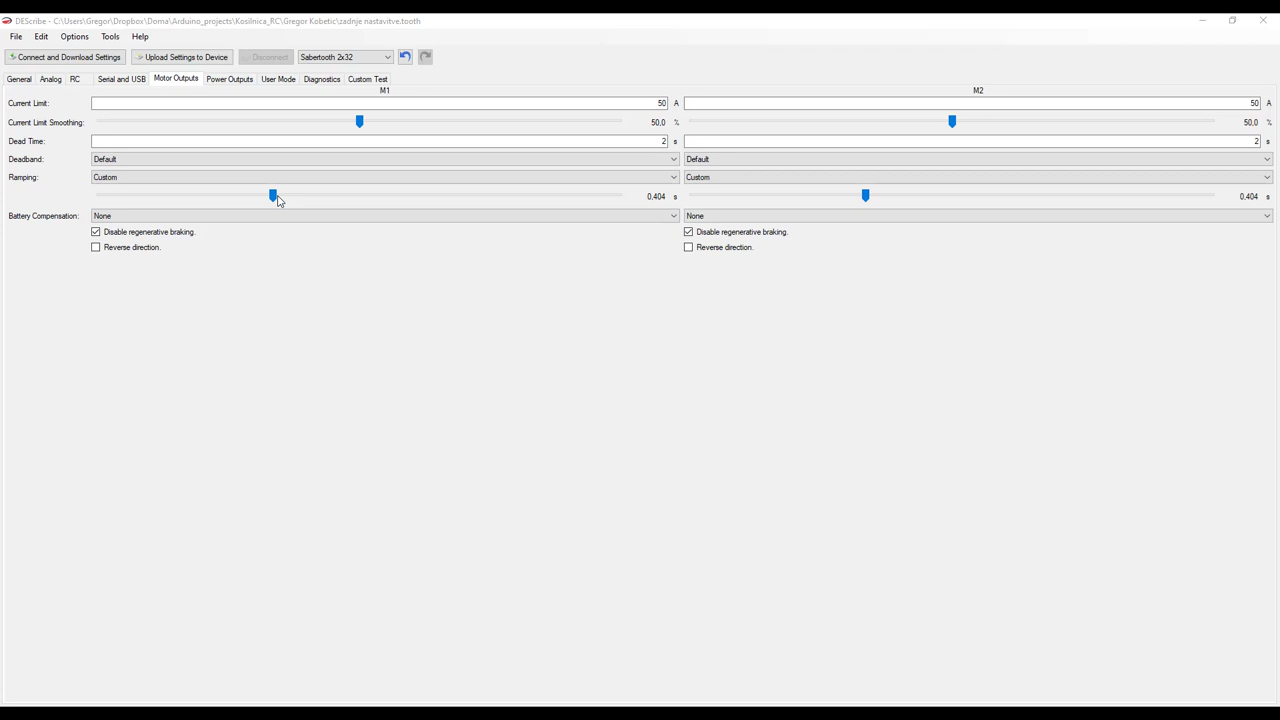 DEScribe - C:\Users\Gregor\Dropbox\Doma\Arduino_projects\Kosilnica_RC\Gregor Kobetic\zadnje nastavitve.tooth
File Edit Options Tools Help
Connect and Download Settings Upload Settings to Device Disconnect Sabertooth 2x32
General Analog RC Serial and USB Motor Outputs Power Outputs User Mode Diagnostics Custom Test
M1 M2
Current Limit: 50 A 50 A
Current Limit Smoothing: 50,0 % 50,0 %
Dead Time: 2 s 2 s
Deadband: Default Default
Ramping: Custom Custom
0,404 s 0,404 s
Battery Compensation: None None
Disable regenerative braking. Disable regenerative braking.
Reverse direction. Reverse direction.